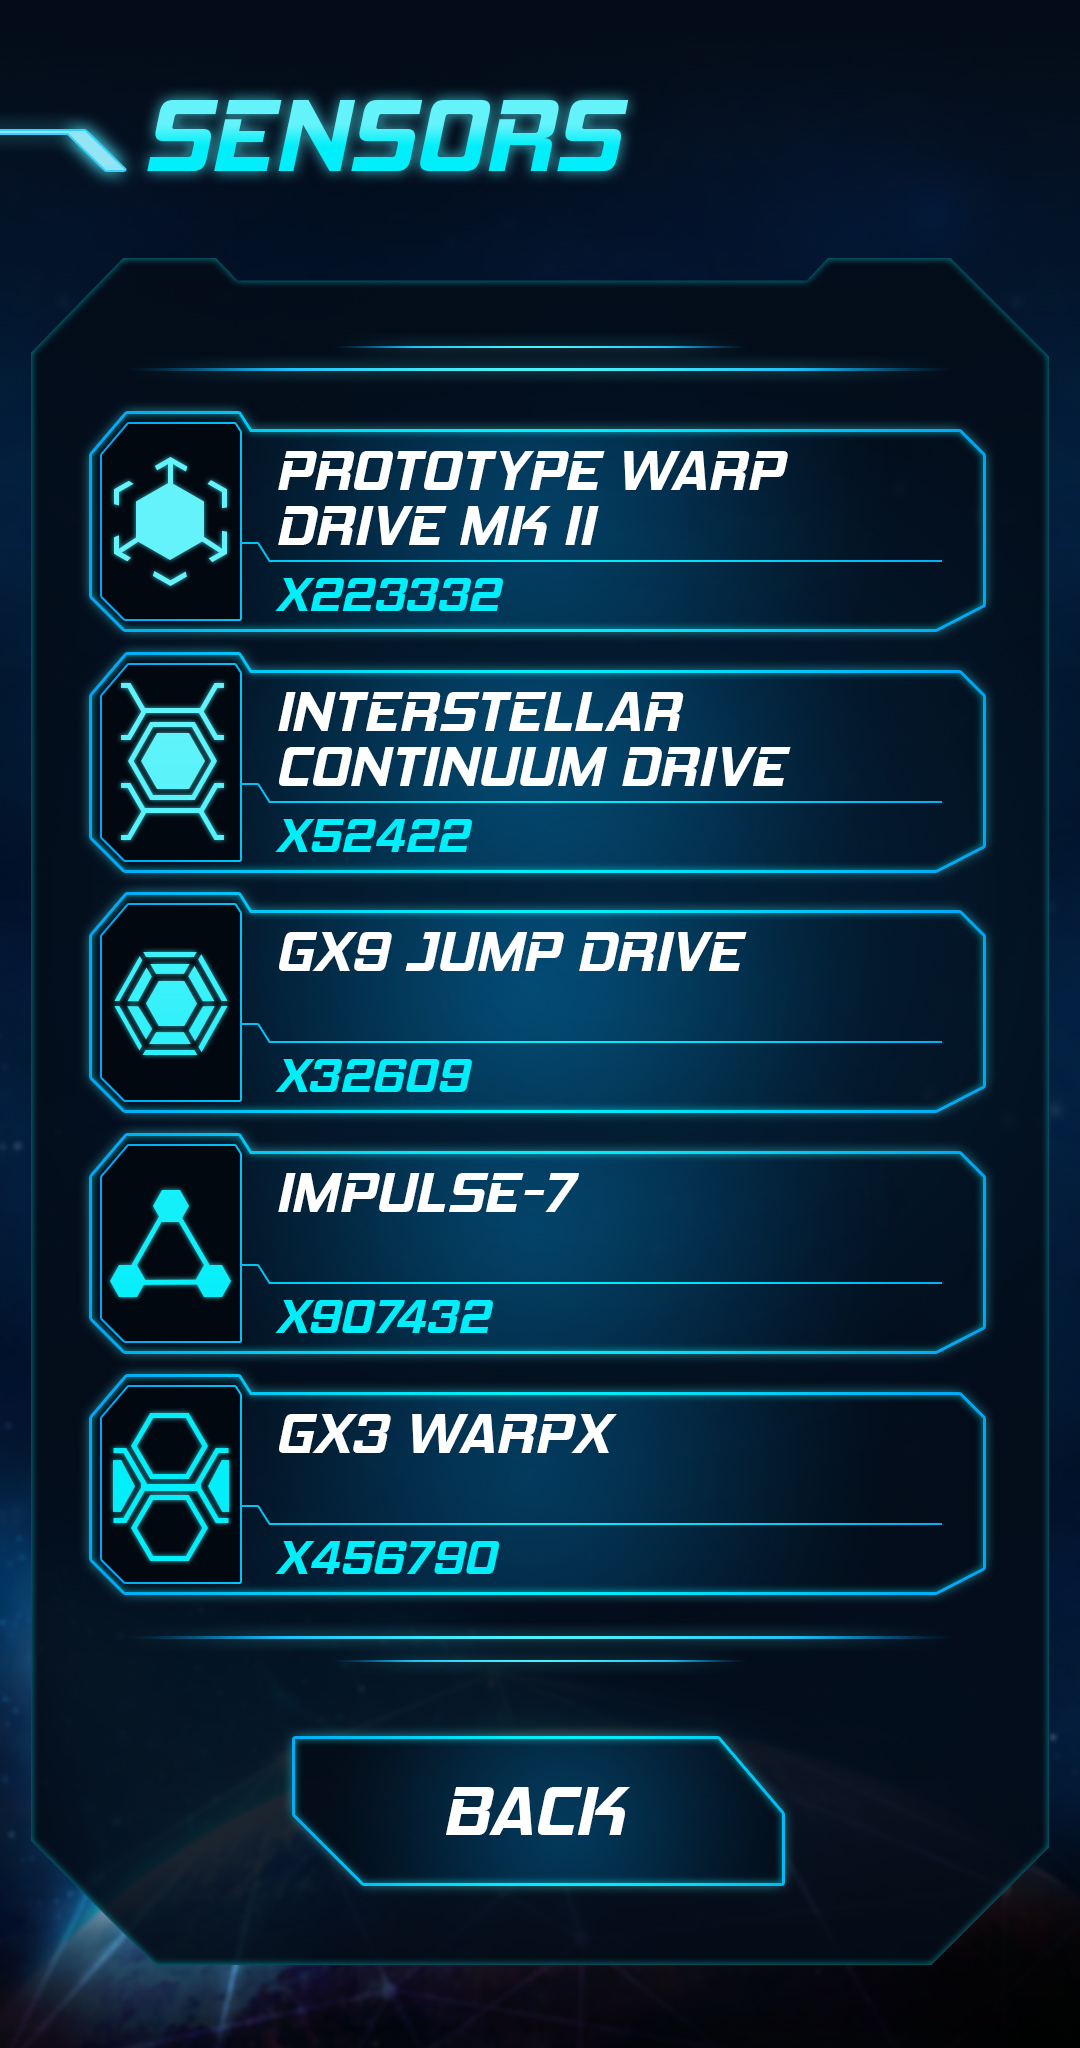 SENSORS
PROTOTYPE WARP
DRIVE MK II
X223332
INTERSTELLAR
CONTINUUM DRIVE
X52422
GX9 JUMP DRIVE
X32609
IMPULSE-7
X907432
GX3 WARPX
X456790
BACK